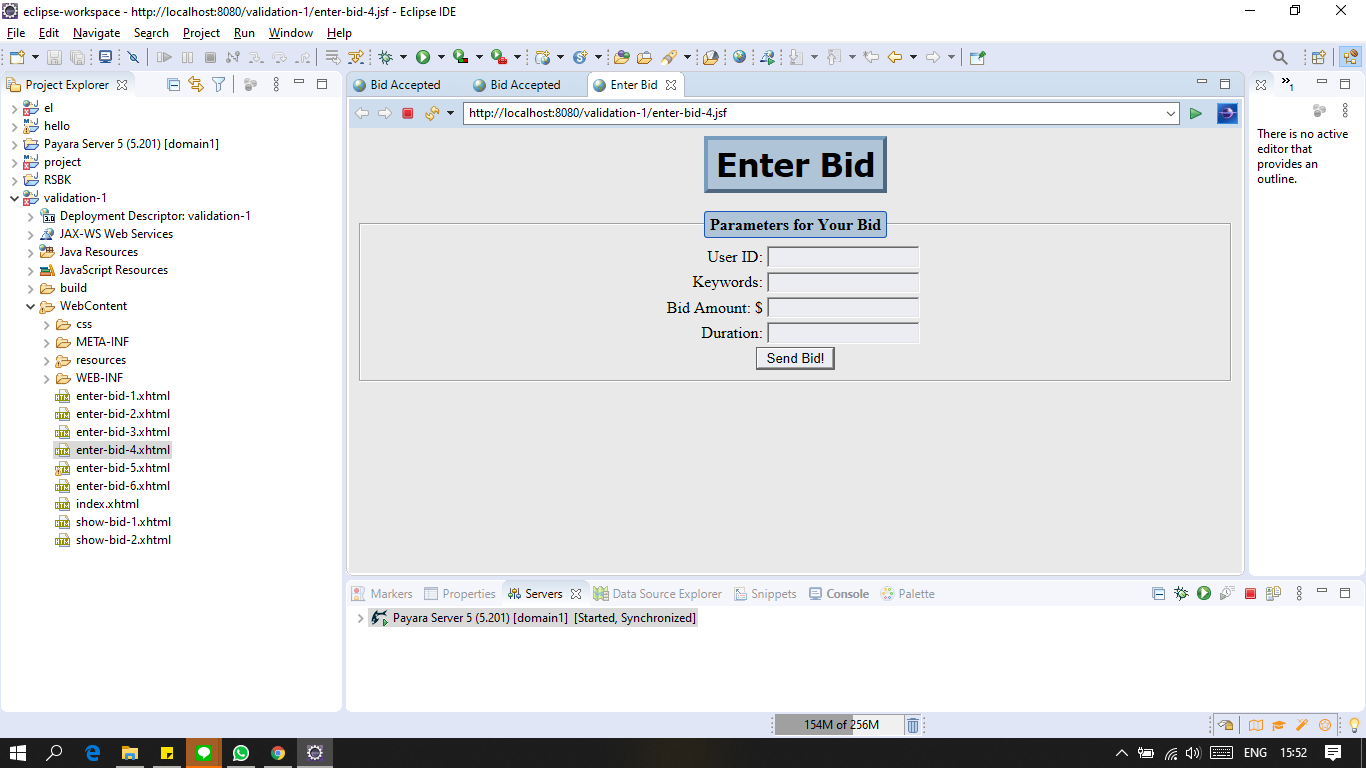 eclipse-workspace - http://localhost:8080/validation-1/enter-bid-4.jsf - Eclipse IDE
File Edit Navigate Search Project Run Window Help
Project Explorer
el
hello
Payara Server 5 (5.201) [domain1]
project
RSBK
validation-1
Deployment Descriptor: validation-1
JAX-WS Web Services
Java Resources
JavaScript Resources
build
WebContent
css
META-INF
resources
WEB-INF
enter-bid-1.xhtml
enter-bid-2.xhtml
enter-bid-3.xhtml
enter-bid-4.xhtml
enter-bid-5.xhtml
enter-bid-6.xhtml
index.xhtml
show-bid-1.xhtml
show-bid-2.xhtml
Bid Accepted Bid Accepted Enter Bid
http://localhost:8080/validation-1/enter-bid-4.jsf
Enter Bid
Parameters for Your Bid
User ID:
Keywords:
Bid Amount: $
Duration:
Send Bid!
»1
There is no active
editor that
provides an
outline.
Markers Properties Servers Data Source Explorer Snippets Console Palette
Payara Server 5 (5.201) [domain1] [Started, Synchronized]
154M of 256M
ENG 15:52